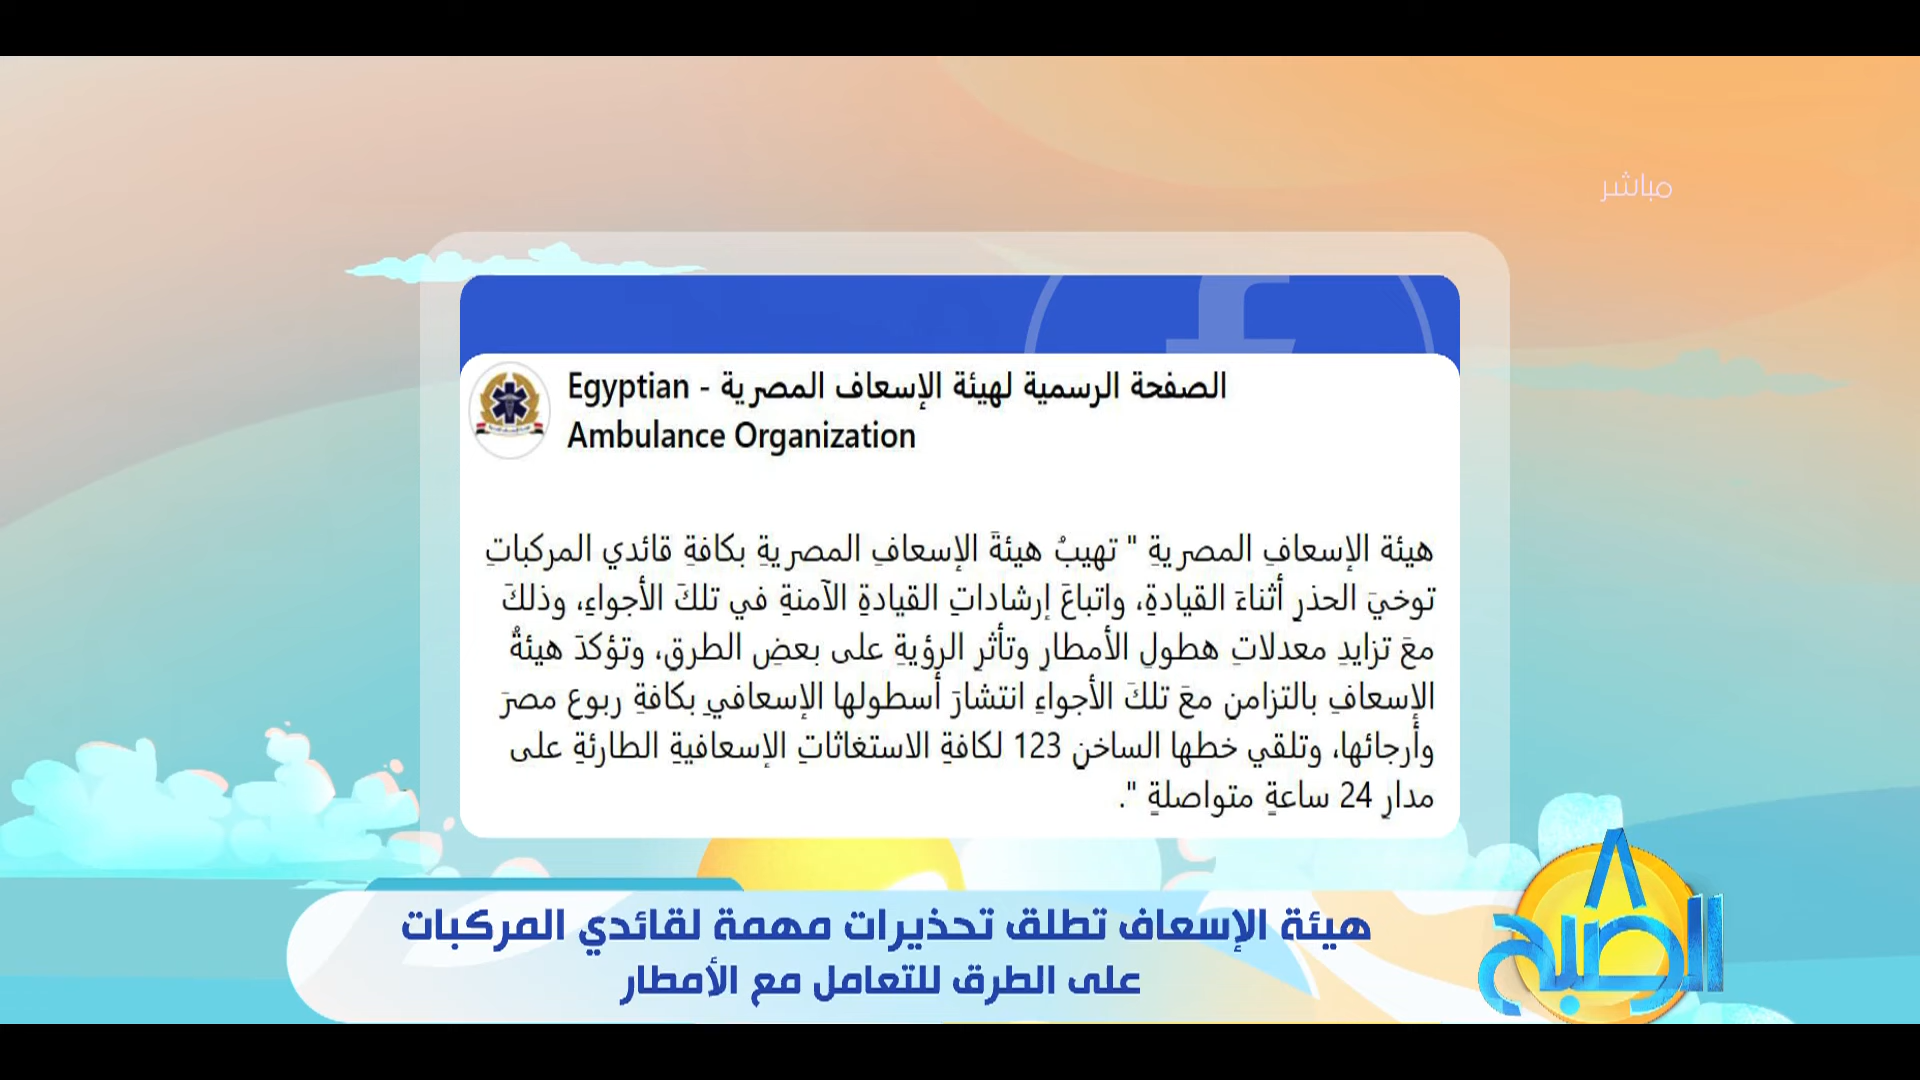 مباشر
الصفحة الرسمية لهيئة الإسعاف المصرية - Egyptian
Ambulance Organization
هيئة الإسعافِ المصريةِ " تهيبُ هيئةَ الإسعافِ المصريةِ بكافةِ قائدي المركباتِ
توخيَ الحذرِ أثناءَ القيادةِ، واتباعَ إرشاداتِ القيادةِ الآمنةِ في تلكَ الأجواءِ، وذلكَ
معَ تزايدِ معدلاتِ هطولِ الأمطارِ وتأثرِ الرؤيةِ على بعضِ الطرقِ، وتؤكدَ هيئةُ
الإسعافِ بالتزامنِ معَ تلكَ الأجواءِ انتشارَ أسطولها الإسعافيِ بكافةِ ربوعِ مصرَ
وأرجائها، وتلقي خطها الساخنِ 123 لكافةِ الاستغاثاتِ الإسعافيةِ الطارئةِ على
مدارِ 24 ساعةٍ متواصلةٍ ".
هيئة الإسعاف تطلق تحذيرات مهمة لقائدي المركبات
على الطرق للتعامل مع الأمطار
٨
الصبح